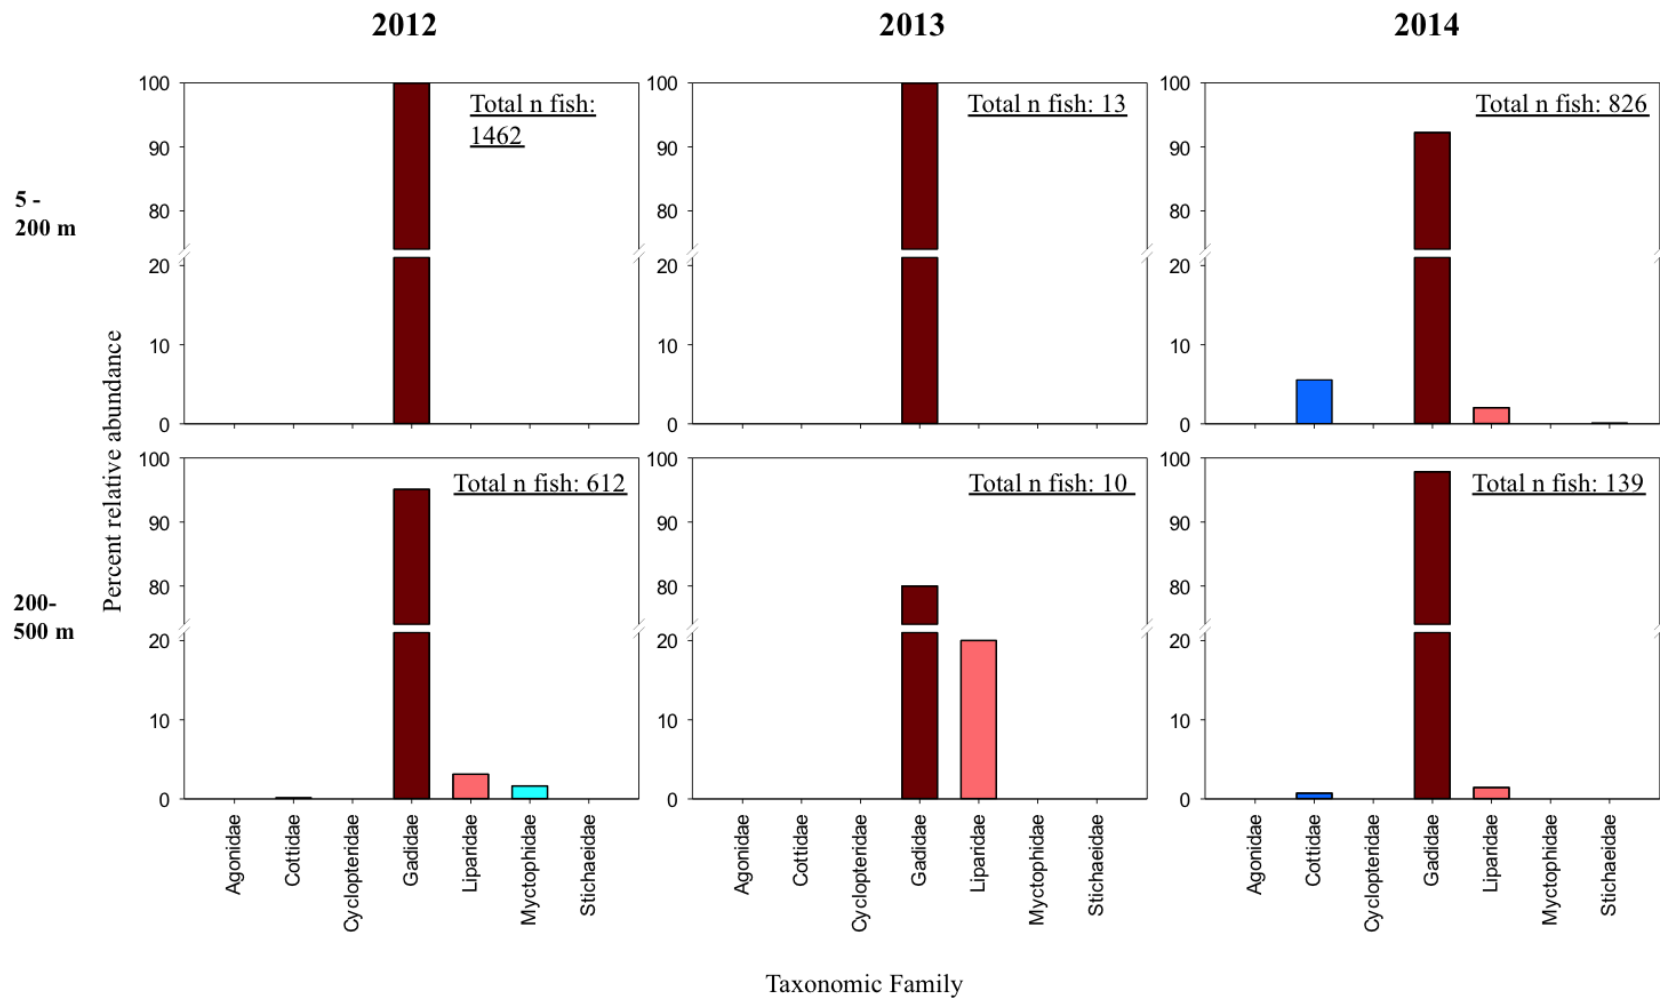 2012
2013
2014
5 -
200 m
200-
500 m
Percent relative abundance
100
90
80
20
10
0
Total n fish:
1462
100
90
80
20
10
0
Total n fish: 13
100
90
80
20
10
0
Total n fish: 826
100
90
80
20
10
0
Total n fish: 612
100
90
80
20
10
0
Total n fish: 10
100
90
80
20
10
0
Total n fish: 139
Agonidae
Cottidae
Cyclopteridae
Gadidae
Liparidae
Myctophidae
Stichaeidae
Agonidae
Cottidae
Cyclopteridae
Gadidae
Liparidae
Myctophidae
Stichaeidae
Agonidae
Cottidae
Cyclopteridae
Gadidae
Liparidae
Myctophidae
Stichaeidae
Taxonomic Family